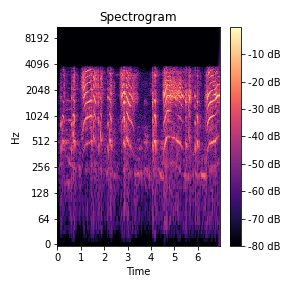 Spectrogram
8192
4096
2048
1024
512
256
128
64
0
Hz
0 1 2 3 4 5 6
Time
-10 dB
-20 dB
-30 dB
-40 dB
-50 dB
-60 dB
-70 dB
-80 dB